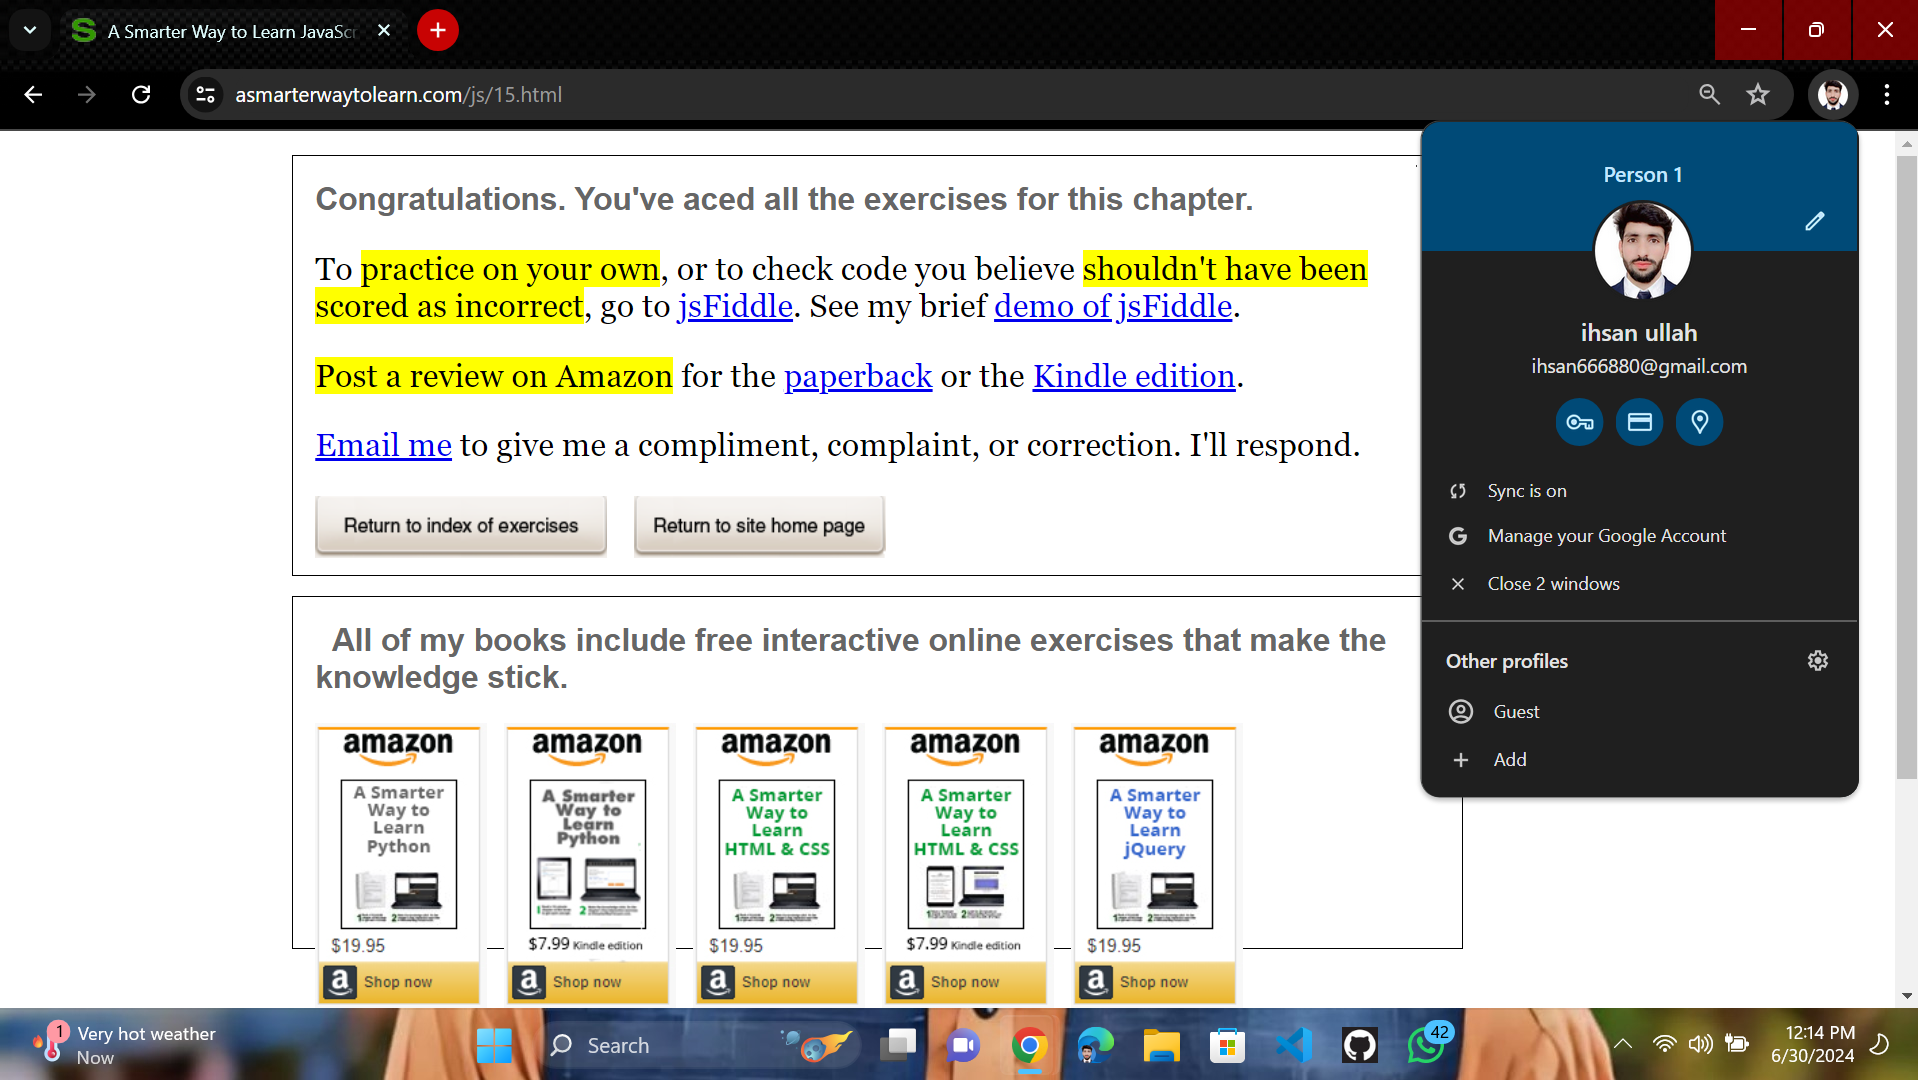 A Smarter Way to Learn JavaScr
asmarterwaytolearn.com/js/15.html
Congratulations. You've aced all the exercises for this chapter.
To practice on your own, or to check code you believe shouldn't have been
scored as incorrect, go to jsFiddle. See my brief demo of jsFiddle.
Post a review on Amazon for the paperback or the Kindle edition.
Email me to give me a compliment, complaint, or correction. I'll respond.
Return to index of exercises
Return to site home page
All of my books include free interactive online exercises that make the
knowledge stick.
amazon
A Smarter
Way to
Learn
Python
$19.95
a Shop now
amazon
A Smarter
Way to
Learn
Python
$7.99 Kindle edition
a Shop now
amazon
A Smarter
Way to
Learn
HTML & CSS
$19.95
a Shop now
amazon
A Smarter
Way to
Learn
HTML & CSS
$7.99 Kindle edition
a Shop now
amazon
A Smarter
Way to
Learn
jQuery
$19.95
a Shop now
Person 1
ihsan ullah
ihsan666880@gmail.com
Sync is on
Manage your Google Account
Close 2 windows
Other profiles
Guest
Add
1
Very hot weather
Now
Search
42
12:14 PM
6/30/2024